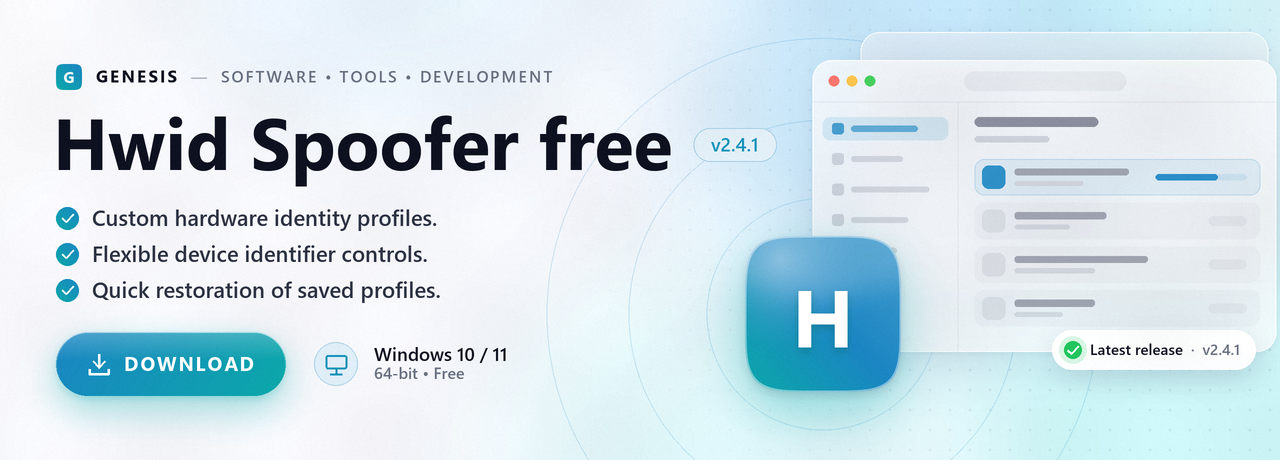 G GENESIS — SOFTWARE • TOOLS • DEVELOPMENT
Hwid Spoofer free v2.4.1
Custom hardware identity profiles.
Flexible device identifier controls.
Quick restoration of saved profiles.
DOWNLOAD
Windows 10 / 11
64-bit • Free
H
Latest release · v2.4.1